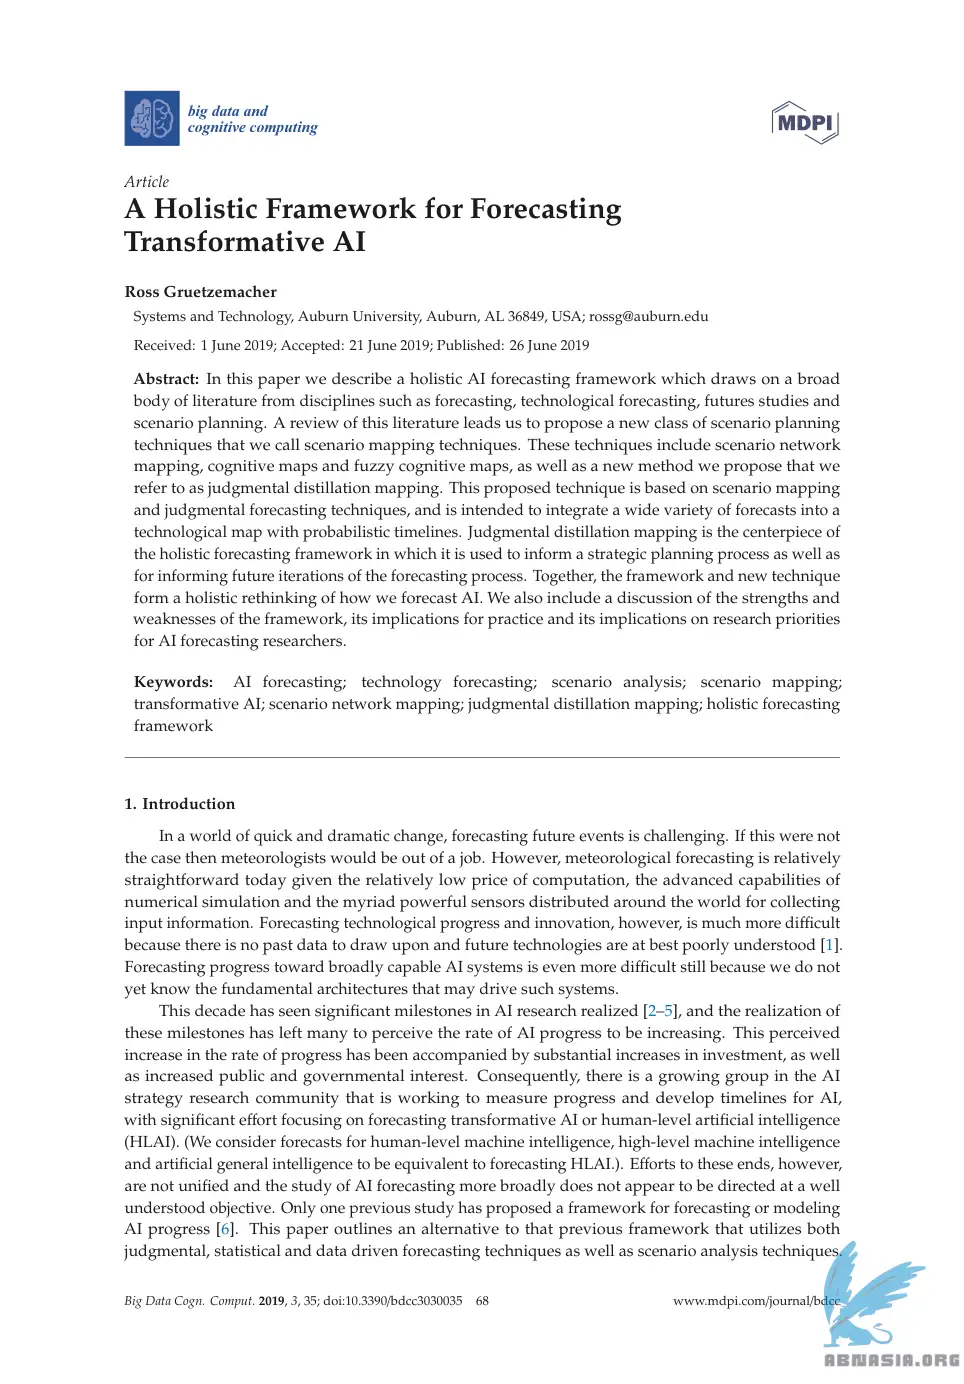 big data and
cognitive computing
MDPI
Article
A Holistic Framework for Forecasting
Transformative AI
Ross Gruetzemacher
Systems and Technology, Auburn University, Auburn, AL 36849, USA; rossg@auburn.edu
Received: 1 June 2019; Accepted: 21 June 2019; Published: 26 June 2019
Abstract: In this paper we describe a holistic AI forecasting framework which draws on a broad
body of literature from disciplines such as forecasting, technological forecasting, futures studies and
scenario planning. A review of this literature leads us to propose a new class of scenario planning
techniques that we call scenario mapping techniques. These techniques include scenario network
mapping, cognitive maps and fuzzy cognitive maps, as well as a new method we propose that we
refer to as judgmental distillation mapping. This proposed technique is based on scenario mapping
and judgmental forecasting techniques, and is intended to integrate a wide variety of forecasts into a
technological map with probabilistic timelines. Judgmental distillation mapping is the centerpiece of
the holistic forecasting framework in which it is used to inform a strategic planning process as well as
for informing future iterations of the forecasting process. Together, the framework and new technique
form a holistic rethinking of how we forecast AI. We also include a discussion of the strengths and
weaknesses of the framework, its implications for practice and its implications on research priorities
for AI forecasting researchers.
Keywords: AI forecasting; technology forecasting; scenario analysis; scenario mapping;
transformative AI; scenario network mapping; judgmental distillation mapping; holistic forecasting
framework
1. Introduction
In a world of quick and dramatic change, forecasting future events is challenging. If this were not
the case then meteorologists would be out of a job. However, meteorological forecasting is relatively
straightforward today given the relatively low price of computation, the advanced capabilities of
numerical simulation and the myriad powerful sensors distributed around the world for collecting
input information. Forecasting technological progress and innovation, however, is much more difficult
because there is no past data to draw upon and future technologies are at best poorly understood [1].
Forecasting progress toward broadly capable AI systems is even more difficult still because we do not
yet know the fundamental architectures that may drive such systems.
This decade has seen significant milestones in AI research realized [2–5], and the realization of
these milestones has left many to perceive the rate of AI progress to be increasing. This perceived
increase in the rate of progress has been accompanied by substantial increases in investment, as well
as increased public and governmental interest. Consequently, there is a growing group in the AI
strategy research community that is working to measure progress and develop timelines for AI,
with significant effort focusing on forecasting transformative AI or human-level artificial intelligence
(HLAI). (We consider forecasts for human-level machine intelligence, high-level machine intelligence
and artificial general intelligence to be equivalent to forecasting HLAI.). Efforts to these ends, however,
are not unified and the study of AI forecasting more broadly does not appear to be directed at a well
understood objective. Only one previous study has proposed a framework for forecasting or modeling
AI progress [6]. This paper outlines an alternative to that previous framework that utilizes both
judgmental, statistical and data driven forecasting techniques as well as scenario analysis techniques.
Big Data Cogn. Comput. 2019, 3, 35; doi:10.3390/bdcc3030035 68 www.mdpi.com/journal/bdcc
ABNASIA.ORG